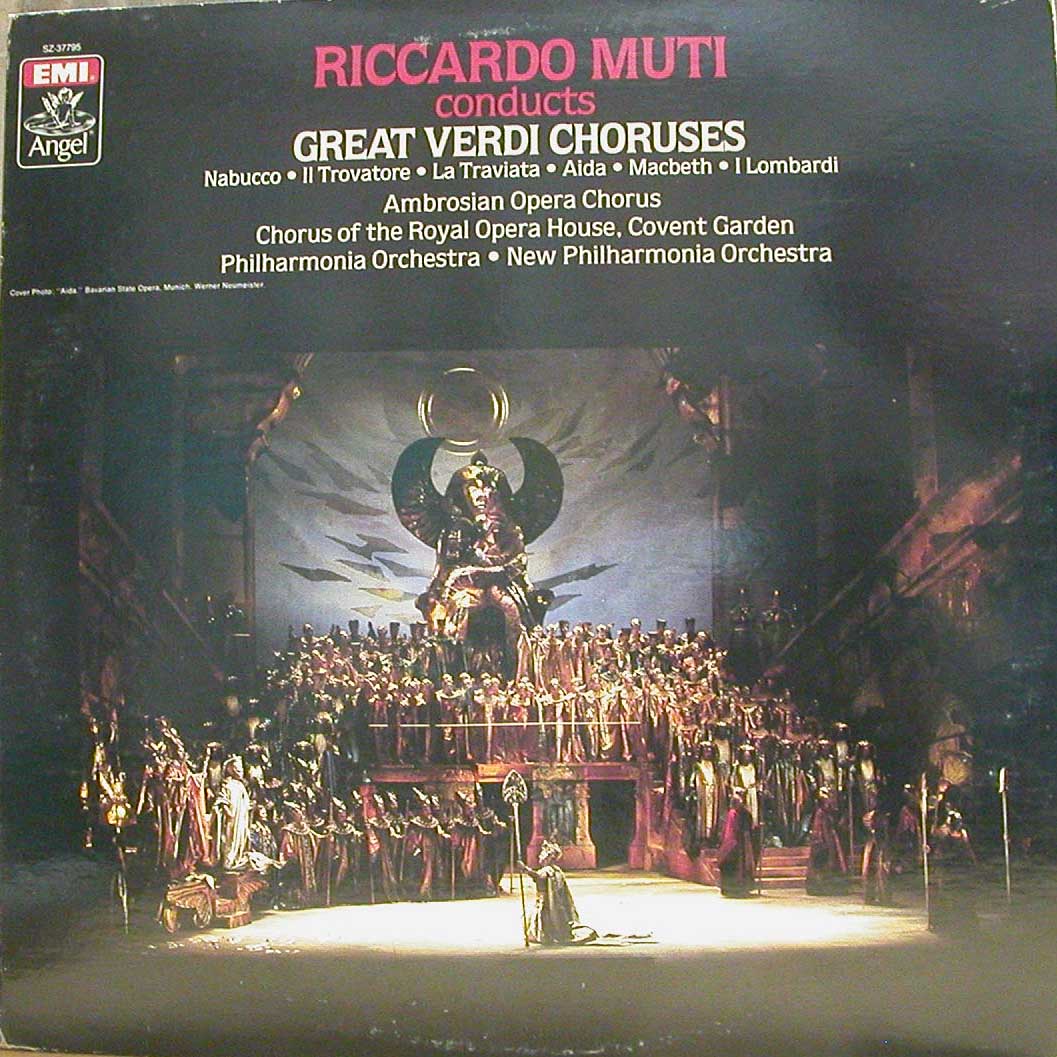 SZ-37795
EMI
Angel
RICCARDO MUTI
conducts
GREAT VERDI CHORUSES
Nabucco • Il Trovatore • La Traviata • Aida • Macbeth • I Lombardi
Ambrosian Opera Chorus
Chorus of the Royal Opera House, Covent Garden
Philharmonia Orchestra • New Philharmonia Orchestra
Cover Photo: "Aida." Bavarian State Opera, Munich. Werner Neumeister.